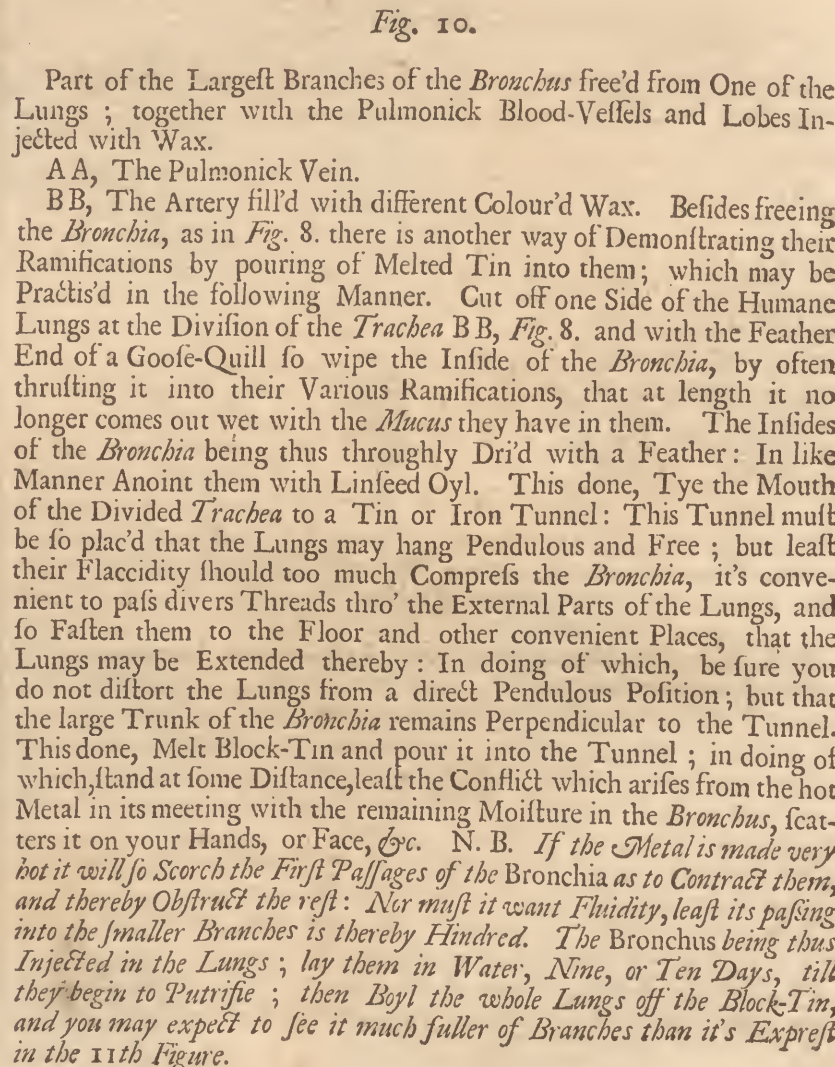 Fig. 10.
Part of the Largeſt Branches of the Bronchus free'd from One of the
Lungs ; together with the Pulmonick Blood-Veſſels and Lobes In-
jected with Wax.
A A, The Pulmonick Vein.
B B, The Artery fill'd with different Colour'd Wax. Beſides freeing
the Bronchia, as in Fig. 8. there is another way of Demonſtrating their
Ramifications by pouring of Melted Tin into them; which may be
Practis'd in the following Manner. Cut off one Side of the Humane
Lungs at the Diviſion of the Trachea B B, Fig. 8. and with the Feather
End of a Gooſe-Quill ſo wipe the Inſide of the Bronchia, by often
thruſting it into their Various Ramifications, that at length it no
longer comes out wet with the Mucus they have in them. The Inſides
of the Bronchia being thus throughly Dri'd with a Feather: In like
Manner Anoint them with Linſeed Oyl. This done, Tye the Mouth
of the Divided Trachea to a Tin or Iron Tunnel: This Tunnel muſt
be ſo plac'd that the Lungs may hang Pendulous and Free ; but leaſt
their Flaccidity ſhould too much Compreſs the Bronchia, it's conve-
nient to paſs divers Threads thro' the External Parts of the Lungs, and
ſo Faſten them to the Floor and other convenient Places, that the
Lungs may be Extended thereby : In doing of which, be ſure you
do not diſtort the Lungs from a direct Pendulous Poſition; but that
the large Trunk of the Bronchia remains Perpendicular to the Tunnel.
This done, Melt Block-Tin and pour it into the Tunnel ; in doing of
which, ſtand at ſome Diſtance, leaſt the Conflict which ariſes from the hot
Metal in its meeting with the remaining Moiſture in the Bronchus, ſcat-
ters it on your Hands, or Face, &c. N. B. If the Metal is made very
hot it will ſo Scorch the Firſt Paſſages of the Bronchia as to Contract them,
and thereby Obſtruct the reſt: Nor muſt it want Fluidity, leaſt its paſſing
into the ſmaller Branches is thereby Hindred. The Bronchus being thus
Injected in the Lungs ; lay them in Water, Nine, or Ten Days, till
they begin to Putrifie ; then Boyl the whole Lungs off the Block-Tin,
and you may expect to ſee it much fuller of Branches than it's Expreſt
in the 11th Figure.